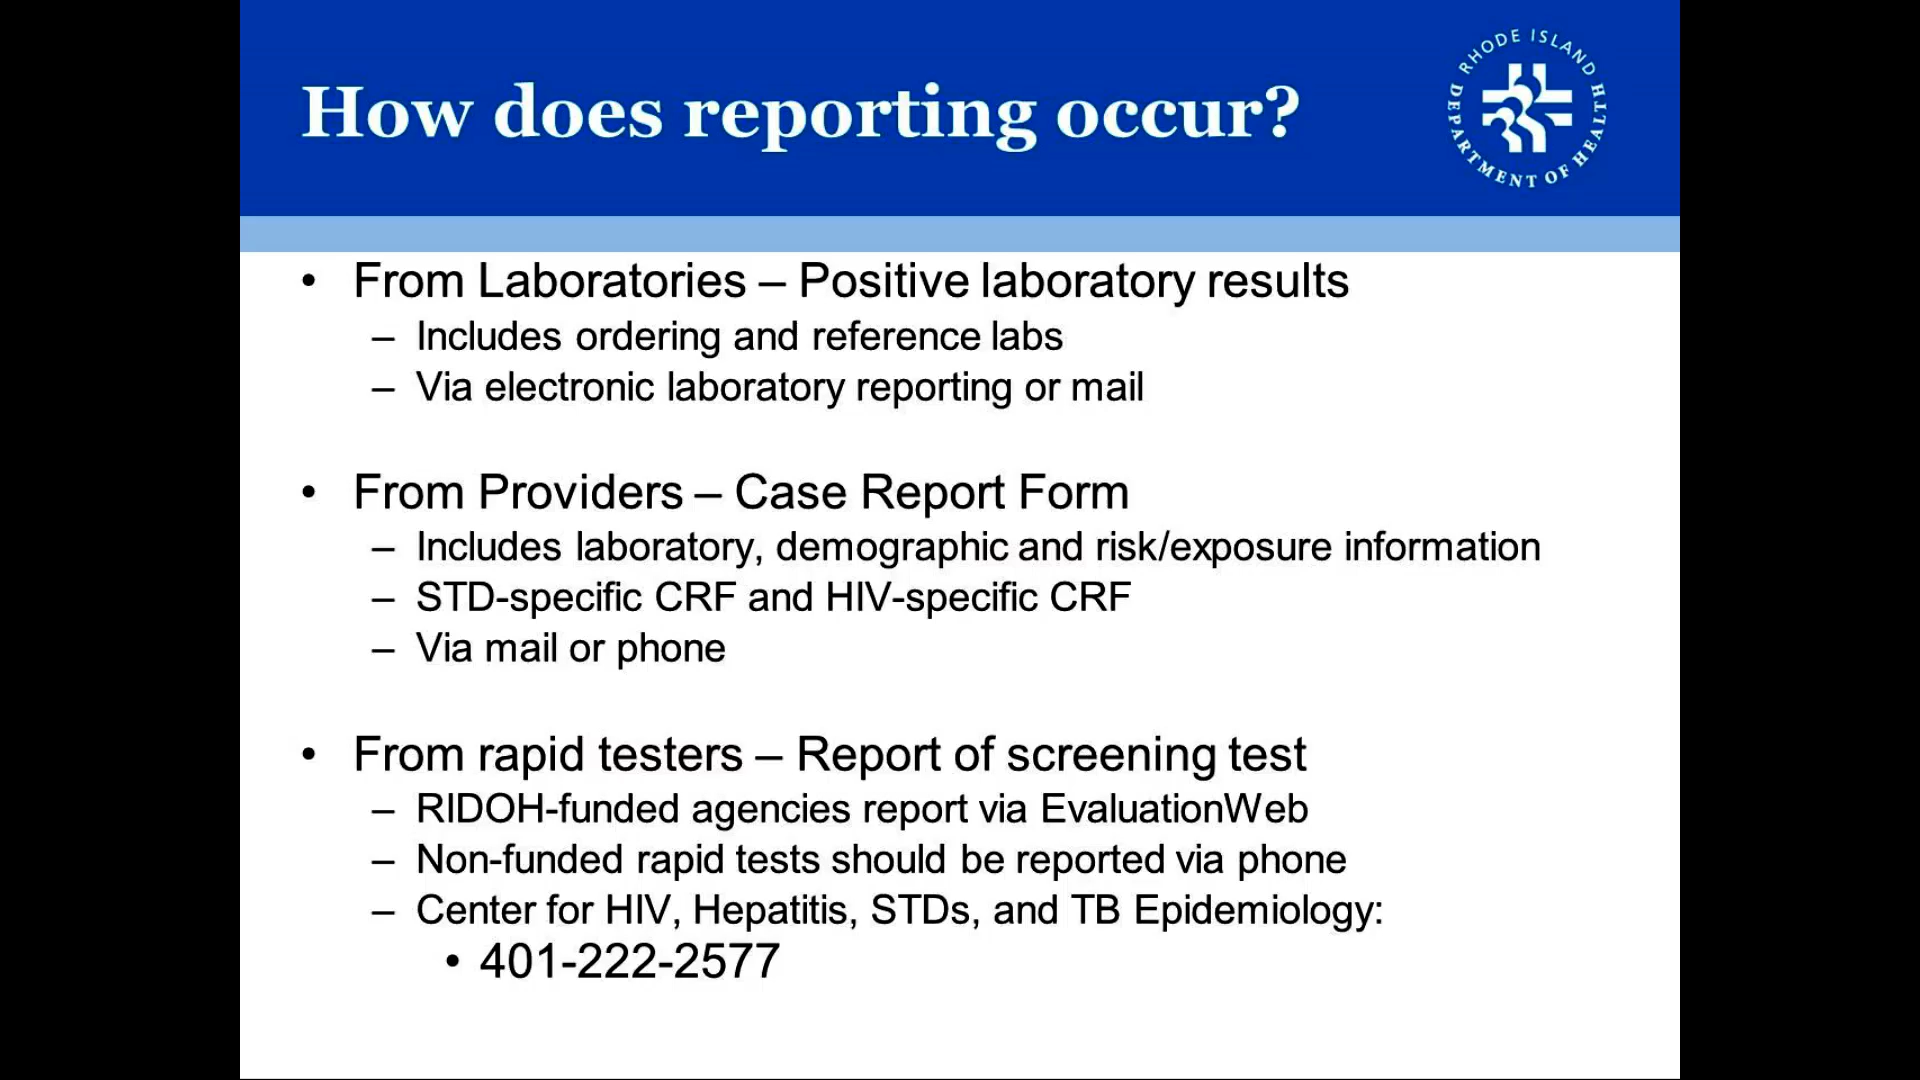 How does reporting occur?
RHODE ISLAND
DEPARTMENT OF HEALTH
• From Laboratories – Positive laboratory results
– Includes ordering and reference labs
– Via electronic laboratory reporting or mail
• From Providers – Case Report Form
– Includes laboratory, demographic and risk/exposure information
– STD-specific CRF and HIV-specific CRF
– Via mail or phone
• From rapid testers – Report of screening test
– RIDOH-funded agencies report via EvaluationWeb
– Non-funded rapid tests should be reported via phone
– Center for HIV, Hepatitis, STDs, and TB Epidemiology:
• 401-222-2577